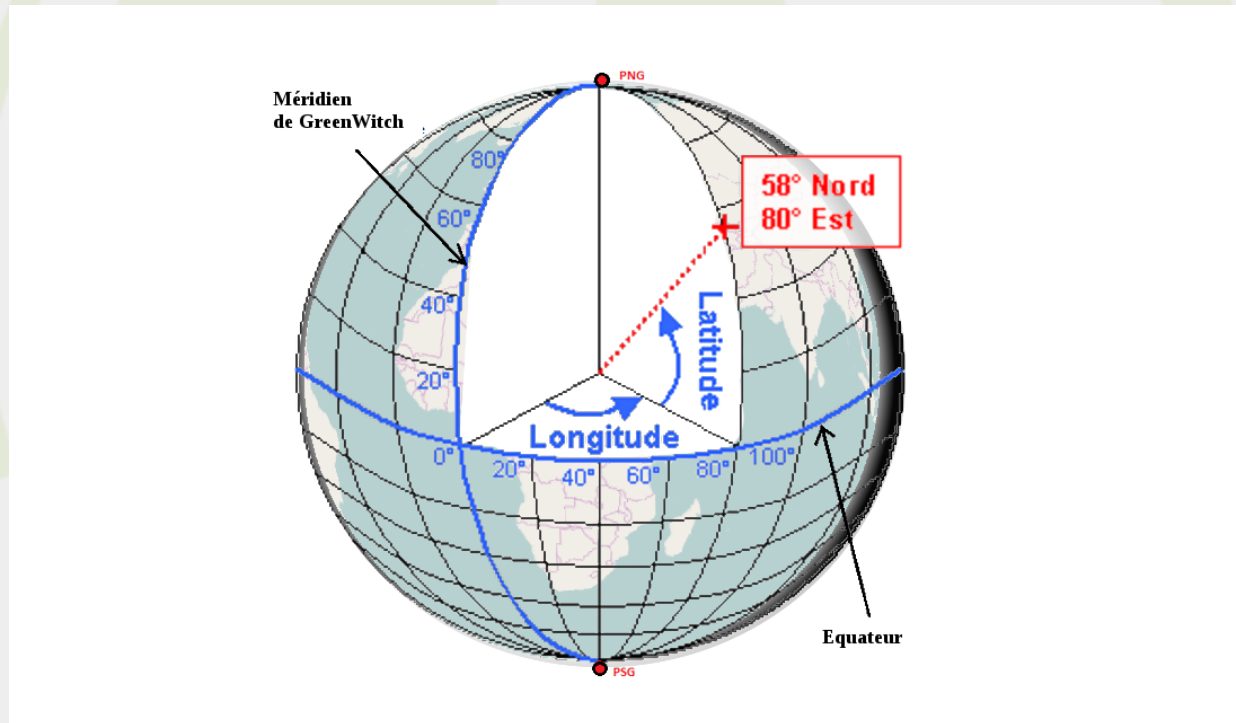 PNG
Méridien
de GreenWitch
80°
58° Nord
80° Est
60°
40°
Latitude
20°
Longitude
0°
20°
40°
60°
80°
100°
Equateur
PSG